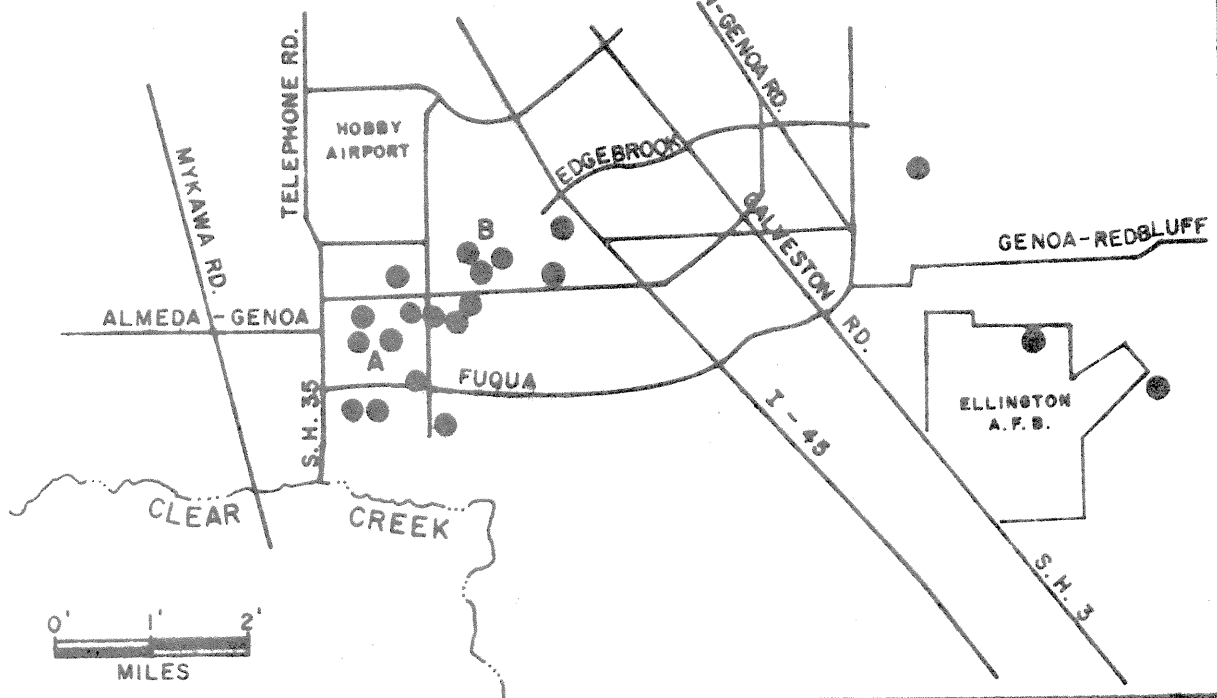 -GENOA RD.
TELEPHONE RD.
HOBBY
AIRPORT
MYKAWA RD.
EDGEBROOK
B
GALVESTON RD.
GENOA-REDBLUFF
ALMEDA-GENOA
A
FUQUA
S.H. 35
I-45
ELLINGTON
A.F.B.
CLEAR CREEK
S.H. 3
0' 1' 2'
MILES